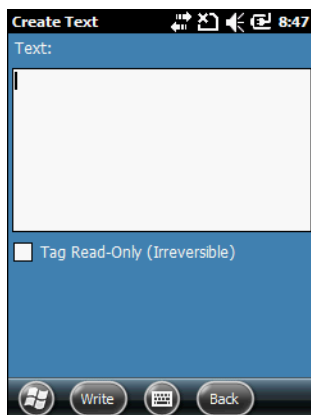 Create Text 8:47
Text:
Tag Read-Only (Irreversible)
Write Back